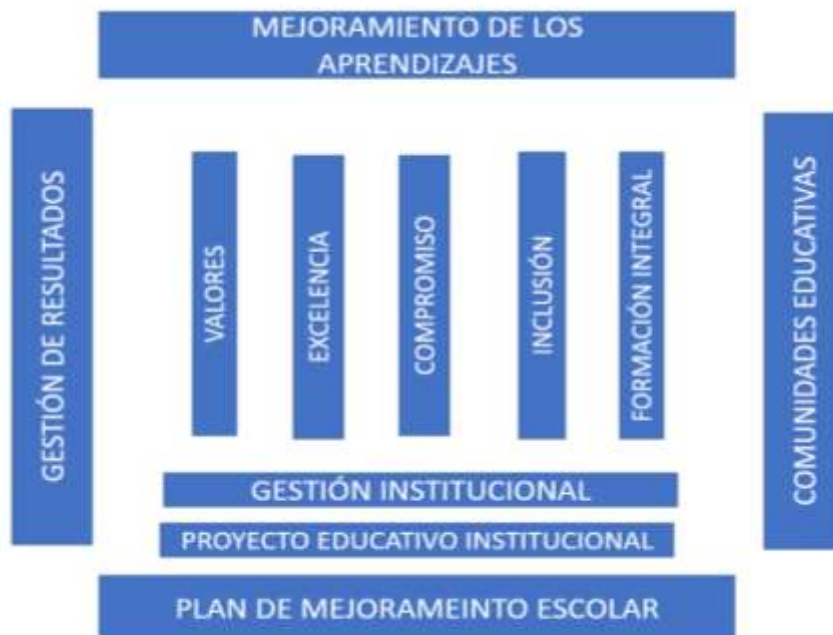 MEJORAMIENTO DE LOS
APRENDIZAJES
GESTIÓN DE RESULTADOS
VALORES
EXCELENCIA
COMPROMISO
INCLUSIÓN
FORMACIÓN INTEGRAL
COMUNIDADES EDUCATIVAS
GESTIÓN INSTITUCIONAL
PROYECTO EDUCATIVO INSTITUCIONAL
PLAN DE MEJORAMEINTO ESCOLAR